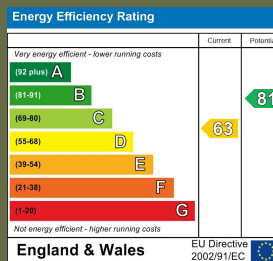 Energy Efficiency Rating
Current
Very energy efficient - lower running costs
(92 plus) A
(81-91) B
81
(69-80) C
63
(55-68) D
(39-54) E
(21-38) F
(1-20) G
Not energy efficient - higher running costs
England & Wales
EU Directive
2002/91/EC